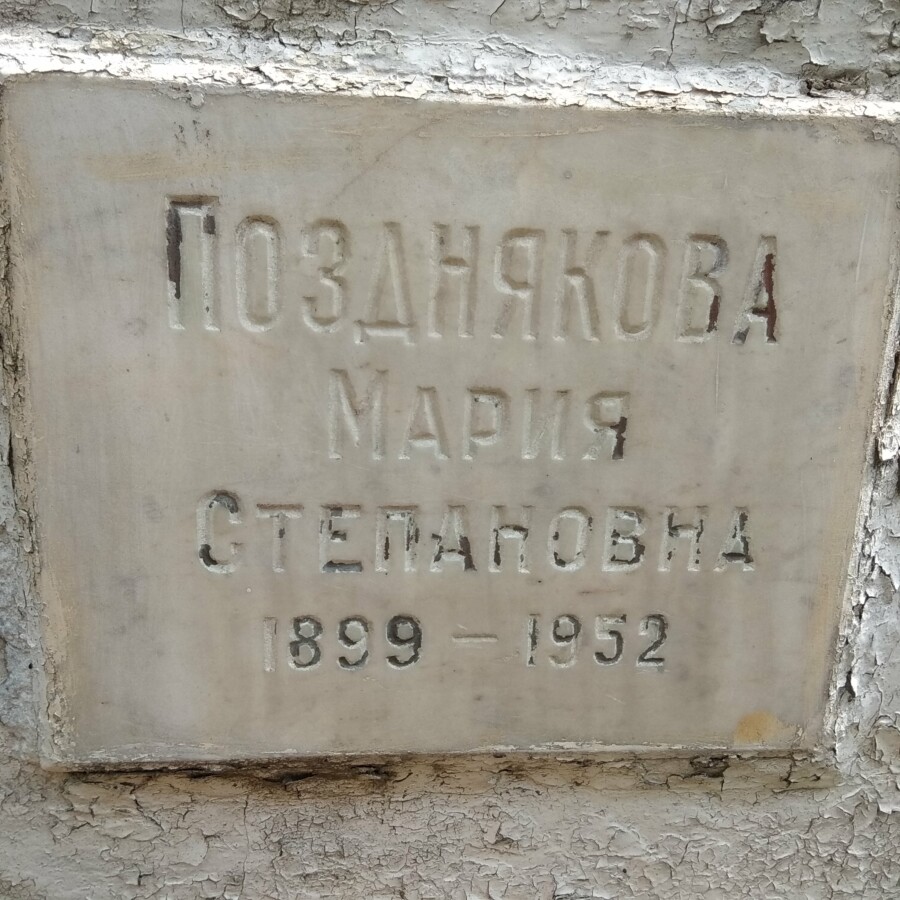 Позднякова
Мария
Степановна
1899 – 1952